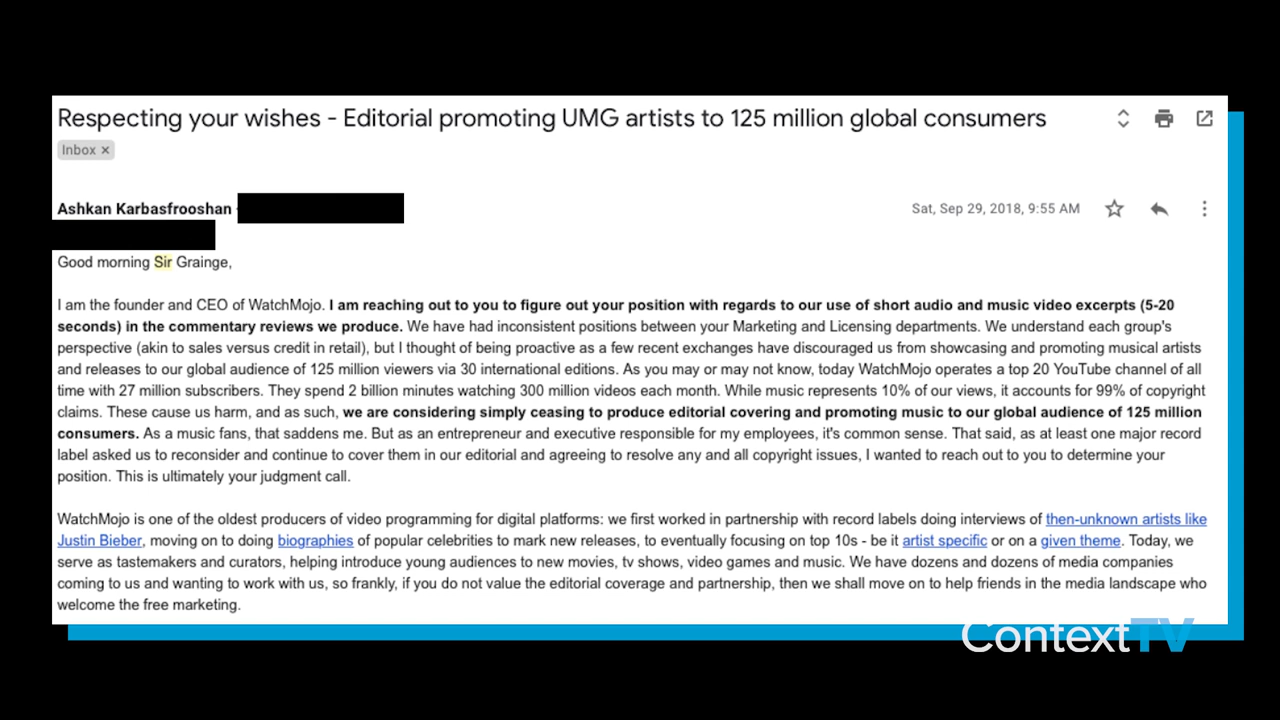 Respecting your wishes - Editorial promoting UMG artists to 125 million global consumers
Inbox ×
Ashkan Karbasfrooshan
Sat, Sep 29, 2018, 9:55 AM
Good morning Sir Grainge,
I am the founder and CEO of WatchMojo. I am reaching out to you to figure out your position with regards to our use of short audio and music video excerpts (5-20
seconds) in the commentary reviews we produce. We have had inconsistent positions between your Marketing and Licensing departments. We understand each group's
perspective (akin to sales versus credit in retail), but I thought of being proactive as a few recent exchanges have discouraged us from showcasing and promoting musical artists
and releases to our global audience of 125 million viewers via 30 international editions. As you may or may not know, today WatchMojo operates a top 20 YouTube channel of all
time with 27 million subscribers. They spend 2 billion minutes watching 300 million videos each month. While music represents 10% of our views, it accounts for 99% of copyright
claims. These cause us harm, and as such, we are considering simply ceasing to produce editorial covering and promoting music to our global audience of 125 million
consumers. As a music fans, that saddens me. But as an entrepreneur and executive responsible for my employees, it's common sense. That said, as at least one major record
label asked us to reconsider and continue to cover them in our editorial and agreeing to resolve any and all copyright issues, I wanted to reach out to you to determine your
position. This is ultimately your judgment call.
WatchMojo is one of the oldest producers of video programming for digital platforms: we first worked in partnership with record labels doing interviews of then-unknown artists like
Justin Bieber, moving on to doing biographies of popular celebrities to mark new releases, to eventually focusing on top 10s - be it artist specific or on a given theme. Today, we
serve as tastemakers and curators, helping introduce young audiences to new movies, tv shows, video games and music. We have dozens and dozens of media companies
coming to us and wanting to work with us, so frankly, if you do not value the editorial coverage and partnership, then we shall move on to help friends in the media landscape who
welcome the free marketing.
ContextTV